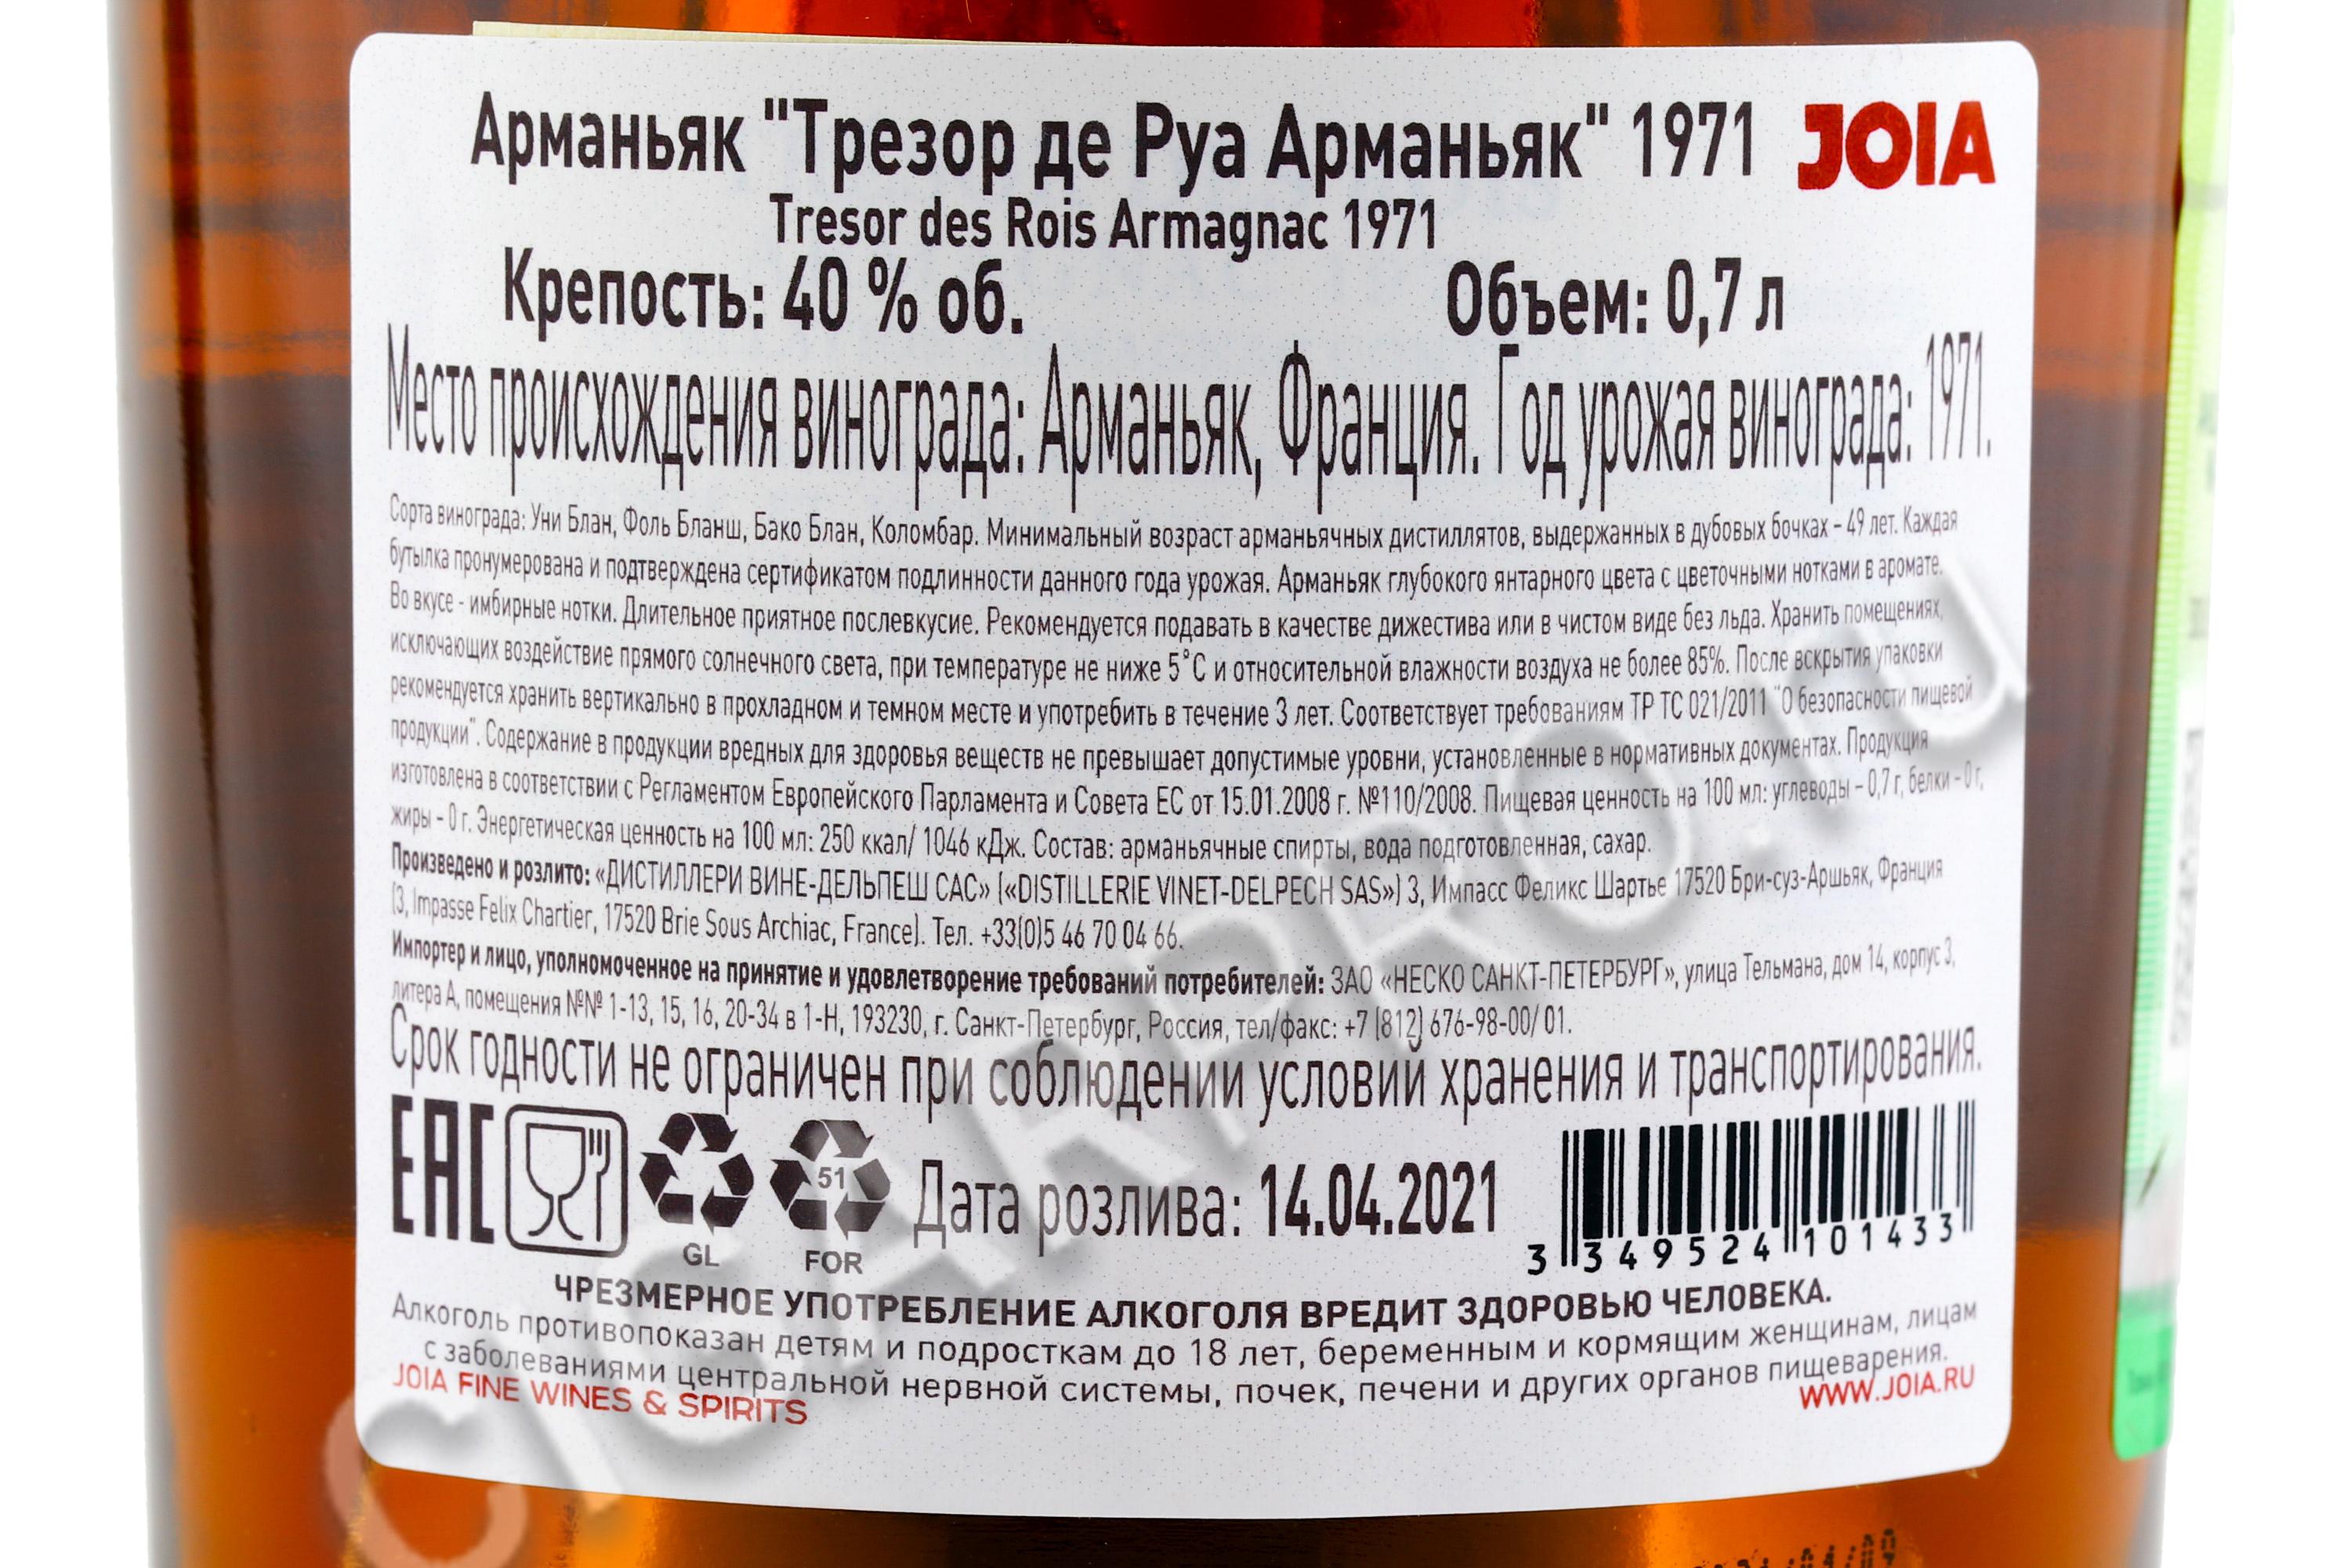 Арманьяк "Трезор де Руа Арманьяк" 1971 JOIA
Tresor des Rois Armagnac 1971
Крепость: 40 % об. Объем: 0,7 л
Место происхождения винограда: Арманьяк, Франция. Год урожая винограда: 1971.
Сорта винограда: Уни Блан, Фоль Бланш, Бако Блан, Коломбар. Минимальный возраст арманьячных дистиллятов, выдержанных в дубовых бочках – 49 лет. Каждая
бутылка пронумерована и подтверждена сертификатом подлинности данного года урожая. Арманьяк глубокого янтарного цвета с цветочными нотками в аромате.
Во вкусе - имбирные нотки. Длительное приятное послевкусие. Рекомендуется подавать в качестве дижестива или в чистом виде без льда. Хранить помещениях,
исключающих воздействие прямого солнечного света, при температуре не ниже 5°С и относительной влажности воздуха не более 85%. После вскрытия упаковки
рекомендуется хранить вертикально в прохладном и темном месте и употребить в течение 3 лет. Соответствует требованиям ТР ТС 021/2011 "О безопасности пищевой
продукции". Содержание в продукции вредных для здоровья веществ не превышает допустимые уровни, установленные в нормативных документах. Продукция
изготовлена в соответствии с Регламентом Европейского Парламента и Совета ЕС от 15.01.2008 г. №110/2008. Пищевая ценность на 100 мл: углеводы – 0,7 г, белки – 0 г,
жиры – 0 г. Энергетическая ценность на 100 мл: 250 ккал/ 1046 кДж. Состав: арманьячные спирты, вода подготовленная, сахар.
Произведено и розлито: «ДИСТИЛЛЕРИ ВИНЕ-ДЕЛЬПЕШ САС» («DISTILLERIE VINET-DELPECH SAS») 3, Импасс Феликс Шартье 17520 Бри-суз-Аршьяк, Франция
(3, Impasse Felix Chartier, 17520 Brie Sous Archiac, France). Тел. +33(0)5 46 70 04 66.
Импортер и лицо, уполномоченное на принятие и удовлетворение требований потребителей: ЗАО «НЕСКО САНКТ-ПЕТЕРБУРГ», улица Тельмана, дом 14, корпус 3,
литера А, помещения №№ 1-13, 15, 16, 20-34 в 1-Н, 193230, г. Санкт-Петербург, Россия, тел/факс: +7 (812) 676-98-00/ 01.
Срок годности не ограничен при соблюдении условий хранения и транспортирования.
EAC 51 Дата розлива: 14.04.2021
GL FOR 3 349524 101433
ЧРЕЗМЕРНОЕ УПОТРЕБЛЕНИЕ АЛКОГОЛЯ ВРЕДИТ ЗДОРОВЬЮ ЧЕЛОВЕКА.
Алкоголь противопоказан детям и подросткам до 18 лет, беременным и кормящим женщинам, лицам
с заболеваниями центральной нервной системы, почек, печени и других органов пищеварения.
JOIA FINE WINES & SPIRITS WWW.JOIA.RU
CIGARPRO.ru